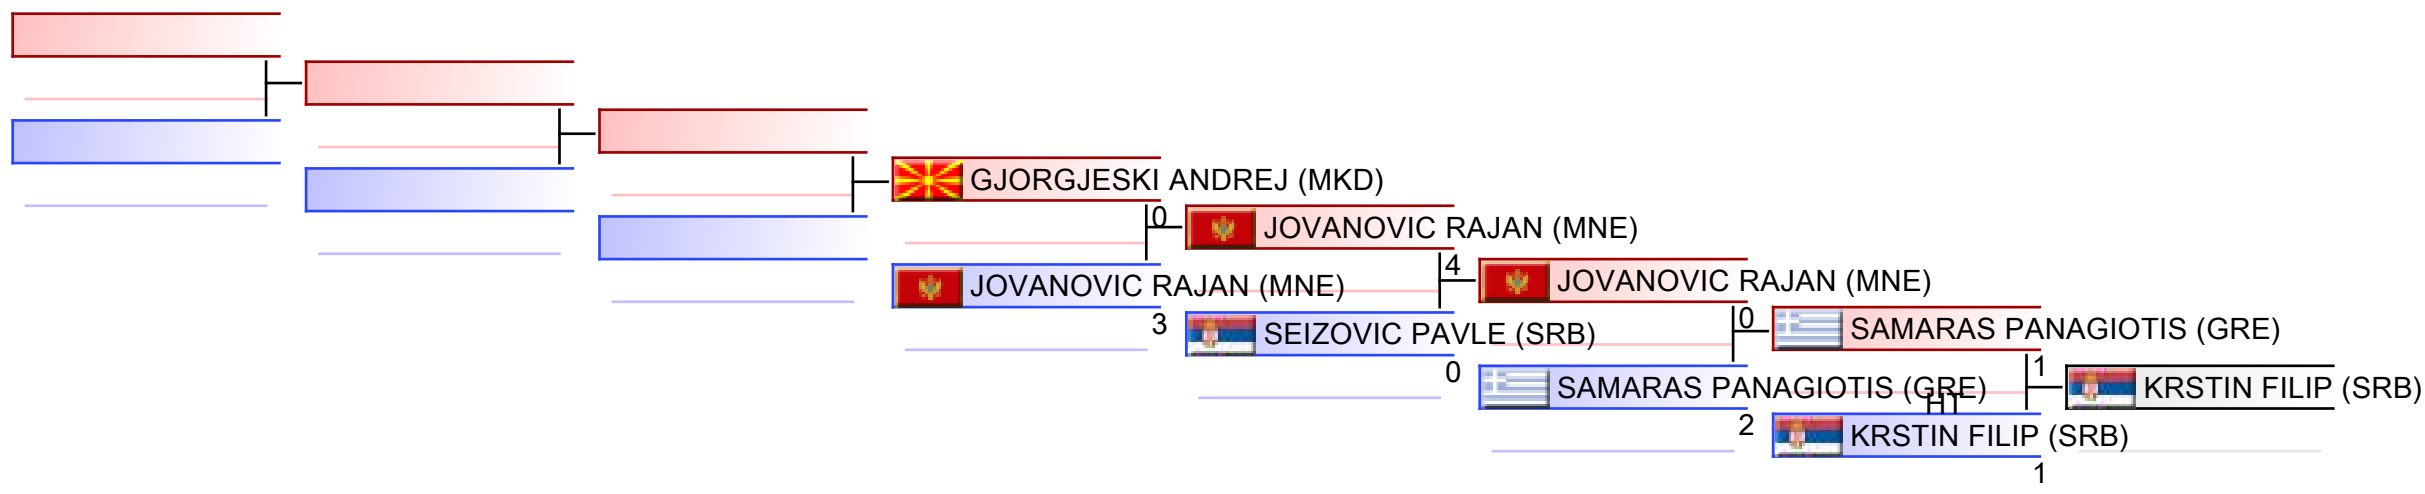 GJORGJESKI ANDREJ (MKD)
0
JOVANOVIC RAJAN (MNE)
3
JOVANOVIC RAJAN (MNE)
4
SEIZOVIC PAVLE (SRB)
0
JOVANOVIC RAJAN (MNE)
0
SAMARAS PANAGIOTIS (GRE)
2
SAMARAS PANAGIOTIS (GRE)
1
HT
KRSTIN FILIP (SRB)
1
KRSTIN FILIP (SRB)